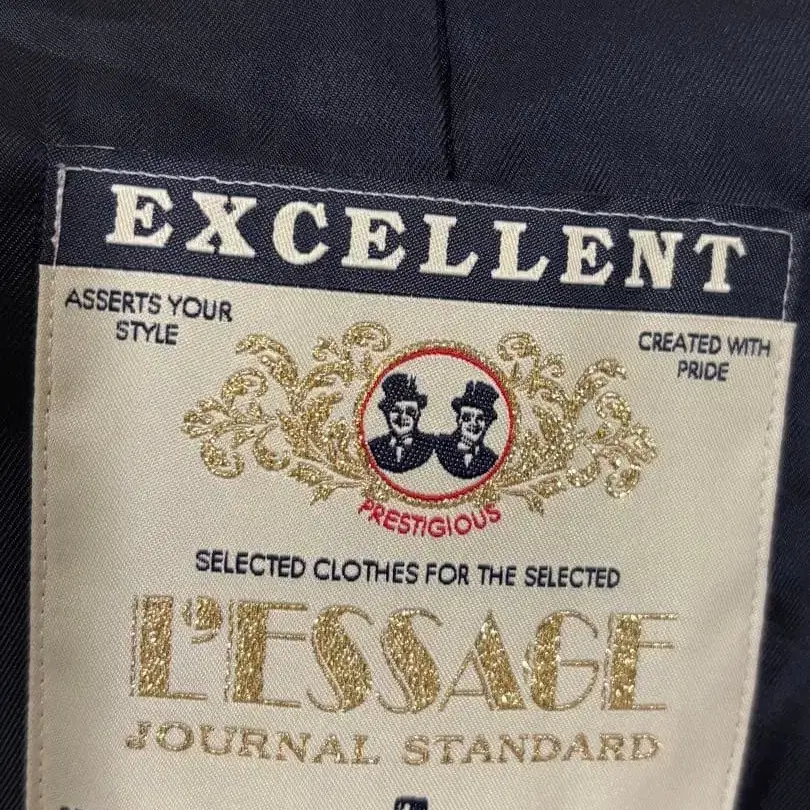 EXCELLENT
ASSERTS YOUR
STYLE
CREATED WITH
PRIDE
PRESTIGIOUS
SELECTED CLOTHES FOR THE SELECTED
L'ESSAGE
JOURNAL STANDARD